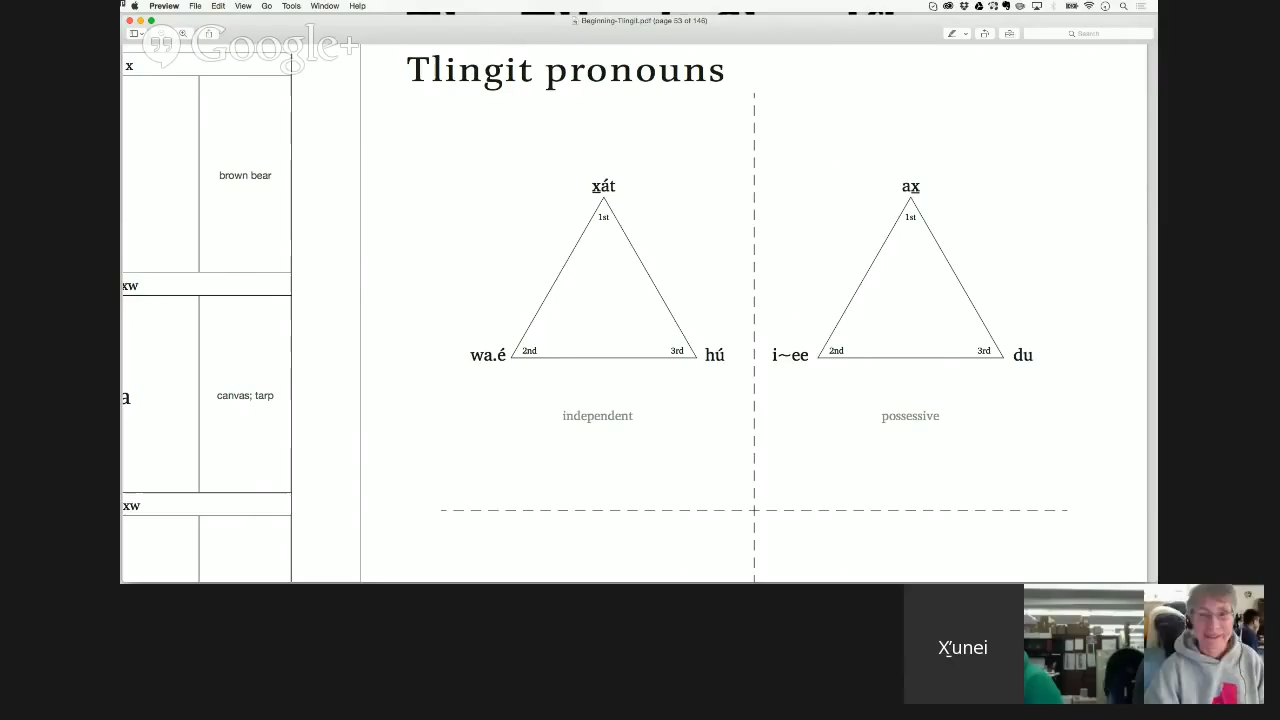 Preview File Edit View Go Tools Window Help
Beginning-Tlingit.pdf (page 53 of 146)
Google+
Search
x
brown bear
xw
a
canvas; tarp
xw
Tlingit pronouns
x̲át
1st
wa.é 2nd 3rd hú
independent
ax̲
1st
i~ee 2nd 3rd du
possessive
X̲’unei